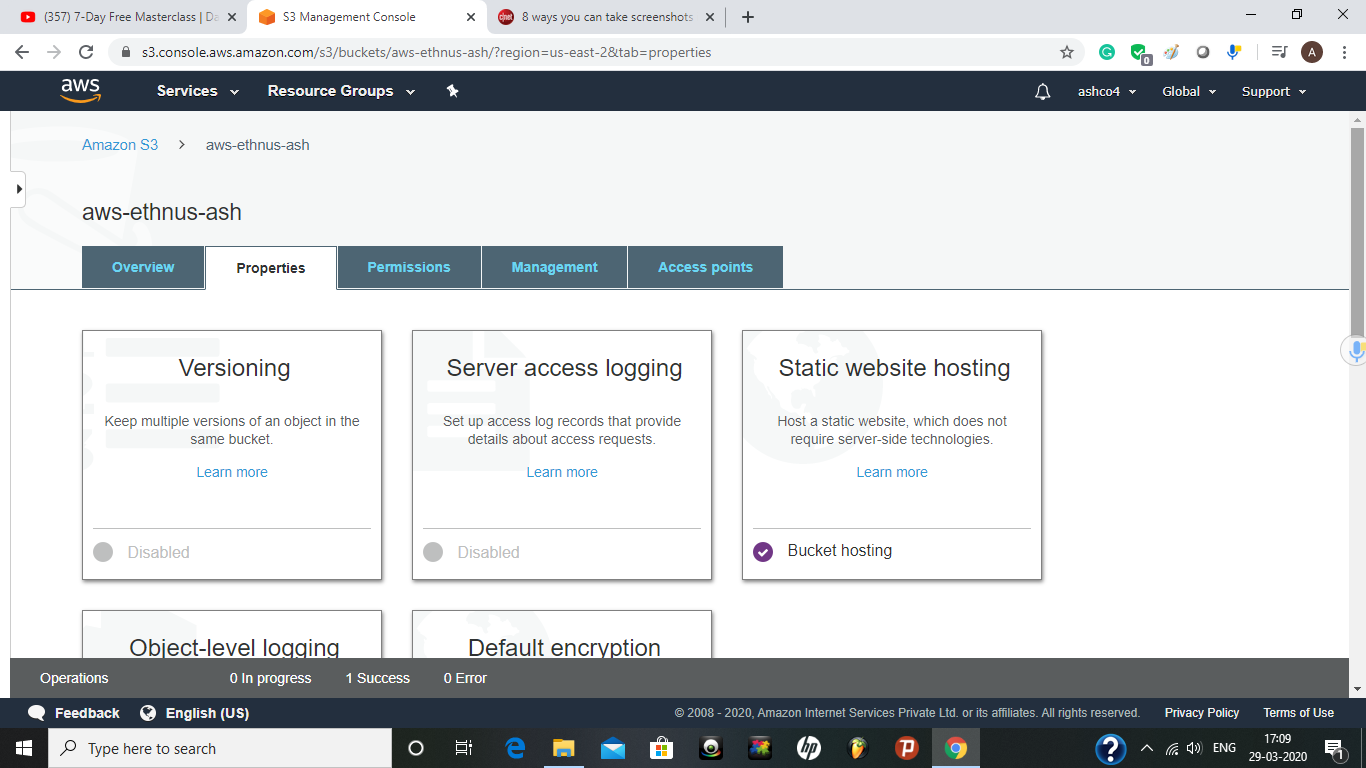 (357) 7-Day Free Masterclass | Da
S3 Management Console
8 ways you can take screenshots
s3.console.aws.amazon.com/s3/buckets/aws-ethnus-ash/?region=us-east-2&tab=properties
0
A
aws
Services
Resource Groups
ashco4
Global
Support
Amazon S3
aws-ethnus-ash
aws-ethnus-ash
Overview
Properties
Permissions
Management
Access points
Versioning
Keep multiple versions of an object in the
same bucket.
Learn more
Disabled
Server access logging
Set up access log records that provide
details about access requests.
Learn more
Disabled
Static website hosting
Host a static website, which does not
require server-side technologies.
Learn more
Bucket hosting
Object-level logging
Default encryption
Operations
0 In progress
1 Success
0 Error
Feedback
English (US)
© 2008 - 2020, Amazon Internet Services Private Ltd. or its affiliates. All rights reserved.
Privacy Policy
Terms of Use
Type here to search
ENG
17:09
29-03-2020
1